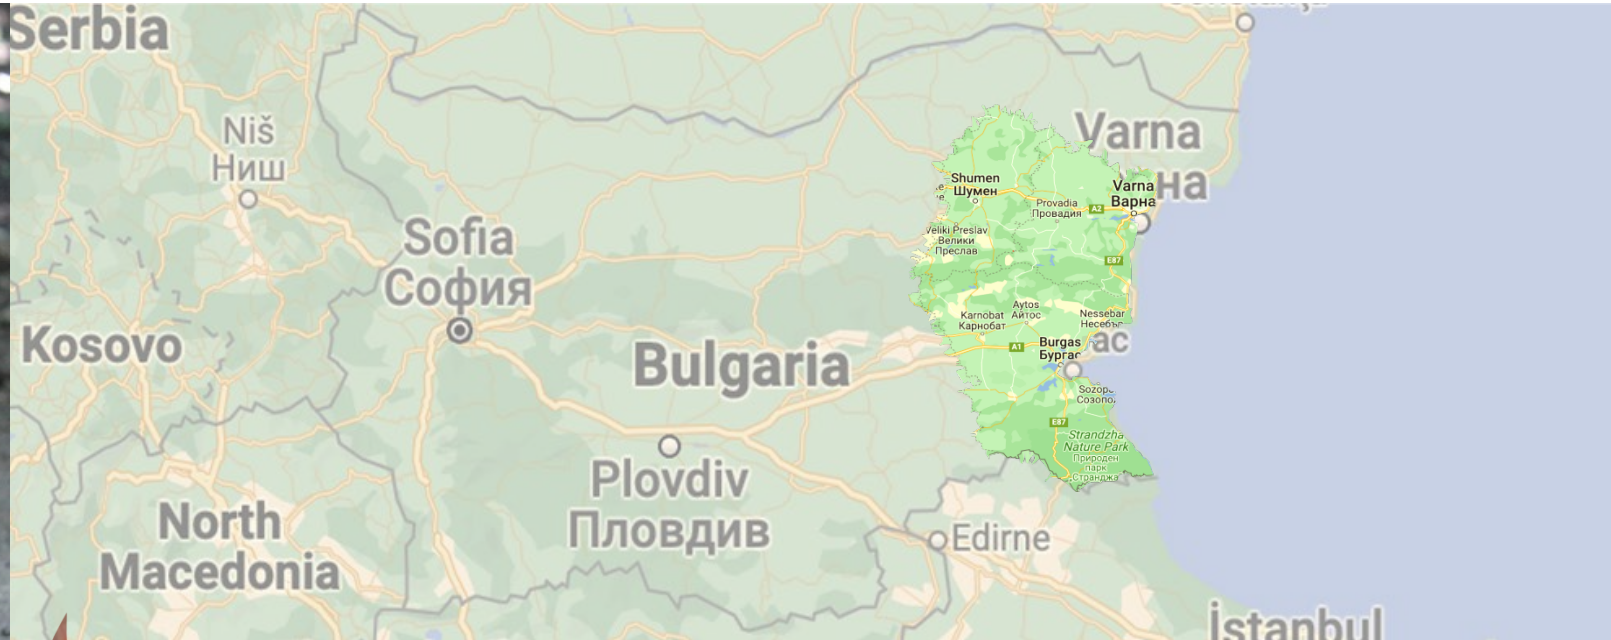 Serbia
Niš
Ниш
Varna
на
Shumen
Шумен
Varna
Варна
Provadia
Провадия
A2
Veliki Preslav
Велики
Преслав
Sofia
София
E87
Aytos
Айтос
Karnobat
Карнобат
Nessebar
Несебър
Kosovo
A1
Burgas
Бургас
ас
Bulgaria
Sozopo
Созопо
E87
Strandzha
Nature Park
Природен
парк
Странджа
Plovdiv
Пловдив
North
Macedonia
Edirne
İstanbul